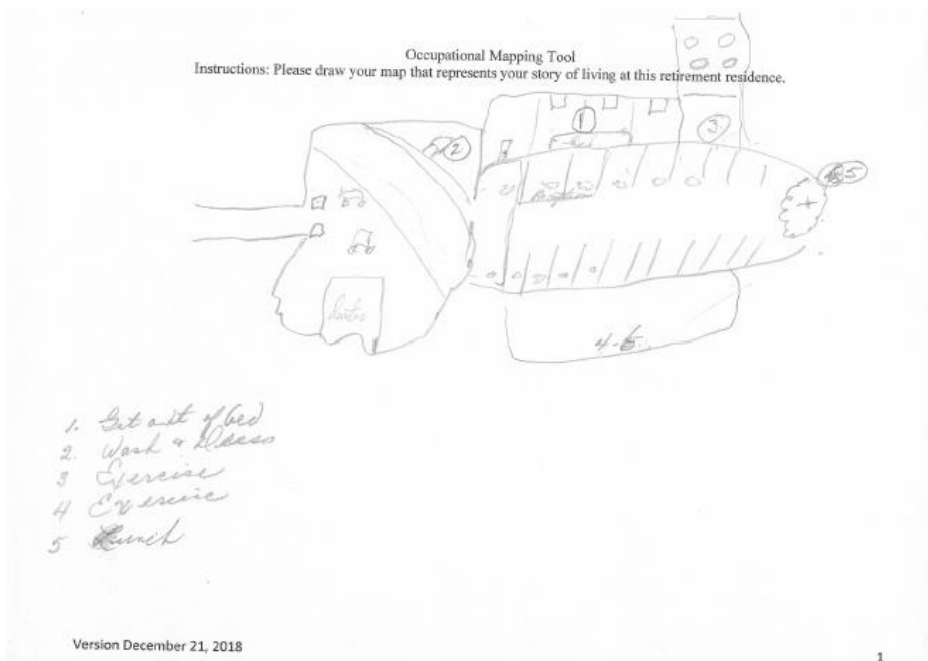 Occupational Mapping Tool
Instructions: Please draw your map that represents your story of living at this retirement residence.
1
2
3
5
4-5
1. Get out of bed
2. Wash & Dress
3 Exercise
4 Exercise
5 Lunch
Version December 21, 2018
1